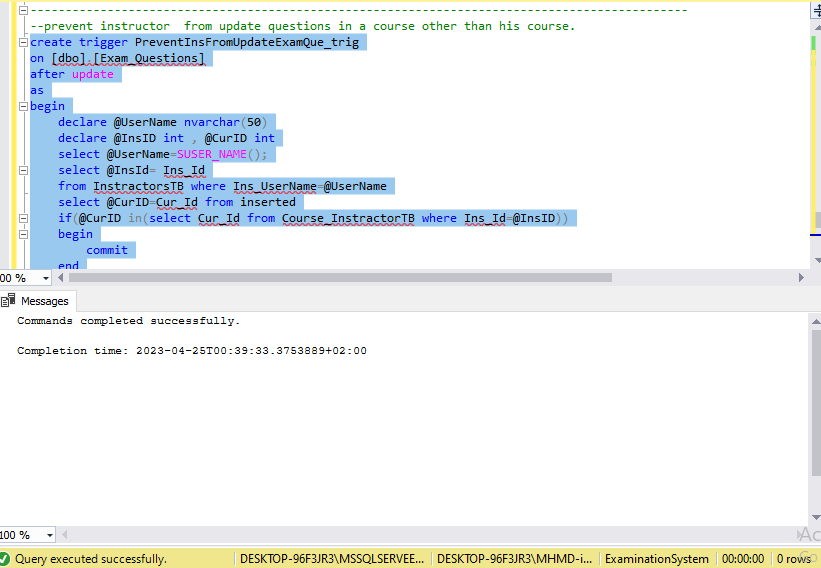 --------------------------------------------------------------------------------------------
--prevent instructor  from update questions in a course other than his course.
create trigger PreventInsFromUpdateExamQue_trig
on [dbo].[Exam_Questions]
after update
as
begin
    declare @UserName nvarchar(50)
    declare @InsID int , @CurID int
    select @UserName=SUSER_NAME();
    select @InsId= Ins_Id
    from InstractorsTB where Ins_UserName=@UserName
    select @CurID=Cur_Id from inserted
    if(@CurID in(select Cur_Id from Course_InstractorTB where Ins_Id=@InsID))
    begin
        commit
    end
00 %
Messages
Commands completed successfully.
Completion time: 2023-04-25T00:39:33.3753889+02:00
100 %
Ac
Go
Query executed successfully.
DESKTOP-96F3JR3\MSSQLSERVEE...
DESKTOP-96F3JR3\MHMD-i...
ExaminationSystem
00:00:00
0 rows